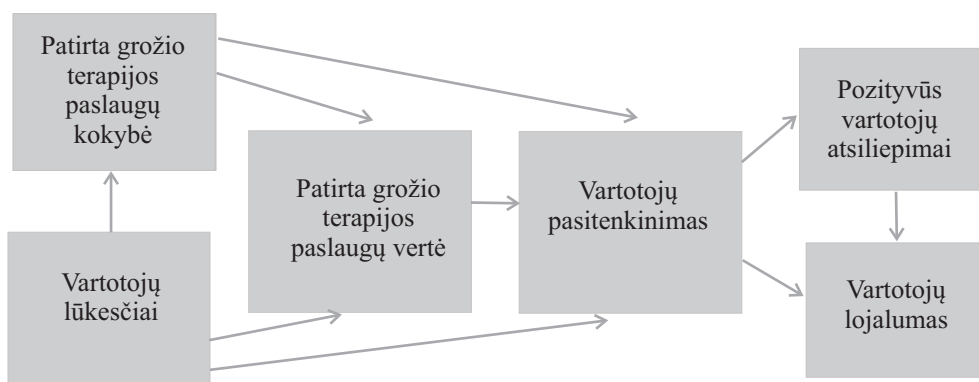 Patirta grožio
terapijos
paslaugų
kokybė
Vartotojų
lūkesčiai
Patirta grožio
terapijos
paslaugų vertė
Vartotojų
pasitenkinimas
Pozityvūs
vartotojų
atsiliepimai
Vartotojų
lojalumas